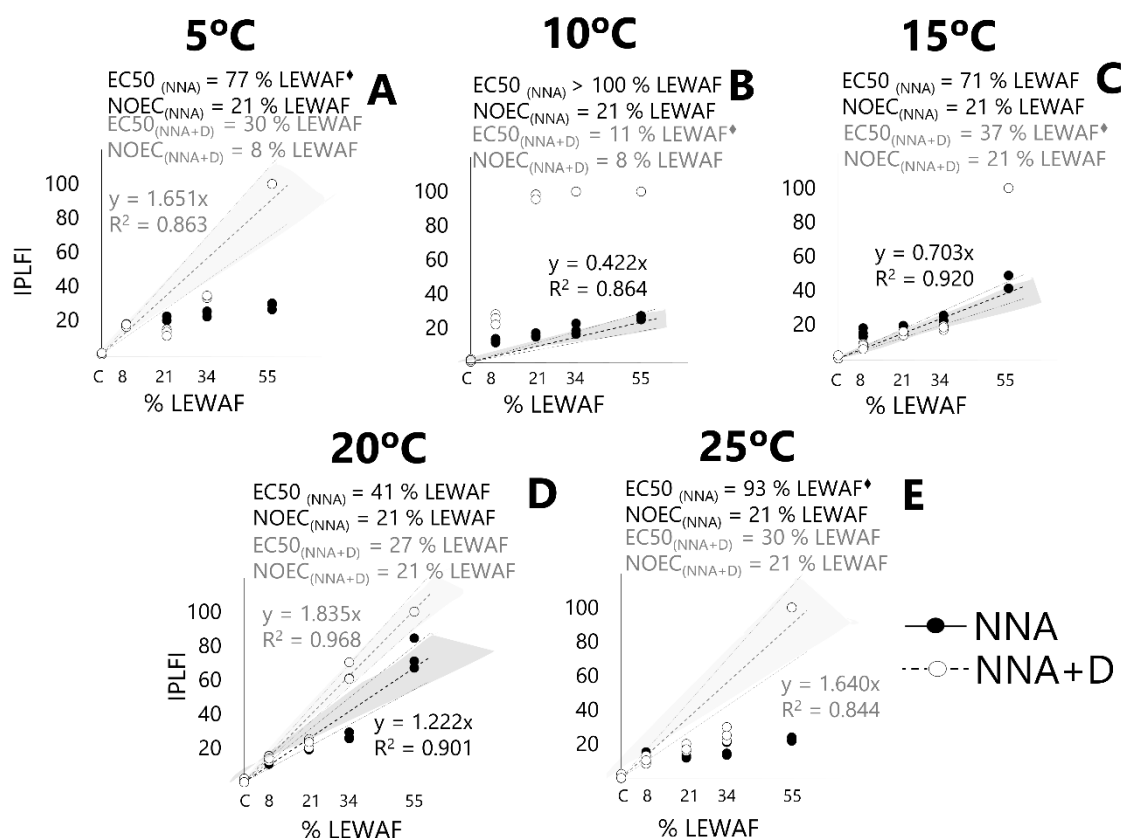 5ºC
EC50 (NNA) = 77 % LEWAF♦
NOEC(NNA) = 21 % LEWAF
EC50(NNA+D) = 30 % LEWAF
NOEC(NNA+D) = 8 % LEWAF
A
y = 1.651x
R² = 0.863
IPLFI
100
80
60
40
20
C 8 21 34 55
% LEWAF
10ºC
EC50 (NNA) > 100 % LEWAF
NOEC(NNA) = 21 % LEWAF
EC50(NNA+D) = 11 % LEWAF♦
NOEC(NNA+D) = 8 % LEWAF
B
100
80
60
40
20
y = 0.422x
R² = 0.864
C 8 21 34 55
% LEWAF
15ºC
EC50 (NNA) = 71 % LEWAF
NOEC(NNA) = 21 % LEWAF
EC50(NNA+D) = 37 % LEWAF♦
NOEC(NNA+D) = 21 % LEWAF
C
100
80
60
40
20
y = 0.703x
R² = 0.920
C 8 21 34 55
% LEWAF
20ºC
EC50 (NNA) = 41 % LEWAF
NOEC(NNA) = 21 % LEWAF
EC50(NNA+D) = 27 % LEWAF
NOEC(NNA+D) = 21 % LEWAF
D
y = 1.835x
R² = 0.968
IPLFI
100
80
60
40
20
y = 1.222x
R² = 0.901
C 8 21 34 55
% LEWAF
25ºC
EC50 (NNA) = 93 % LEWAF♦
NOEC(NNA) = 21 % LEWAF
EC50(NNA+D) = 30 % LEWAF
NOEC(NNA+D) = 21 % LEWAF
E
100
80
60
40
20
y = 1.640x
R² = 0.844
C 8 21 34 55
% LEWAF
NNA
NNA+D